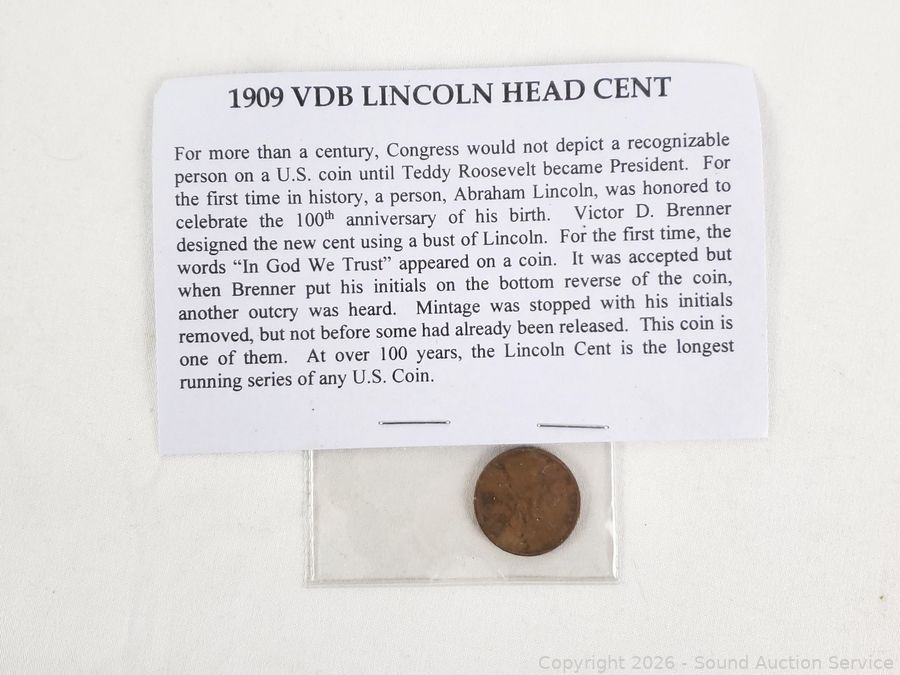 1909 VDB LINCOLN HEAD CENT
For more than a century, Congress would not depict a recognizable
person on a U.S. coin until Teddy Roosevelt became President. For
the first time in history, a person, Abraham Lincoln, was honored to
celebrate the 100th anniversary of his birth. Victor D. Brenner
designed the new cent using a bust of Lincoln. For the first time, the
words “In God We Trust” appeared on a coin. It was accepted but
when Brenner put his initials on the bottom reverse of the coin,
another outcry was heard. Mintage was stopped with his initials
removed, but not before some had already been released. This coin is
one of them. At over 100 years, the Lincoln Cent is the longest
running series of any U.S. Coin.
Copyright 2026 - Sound Auction Service